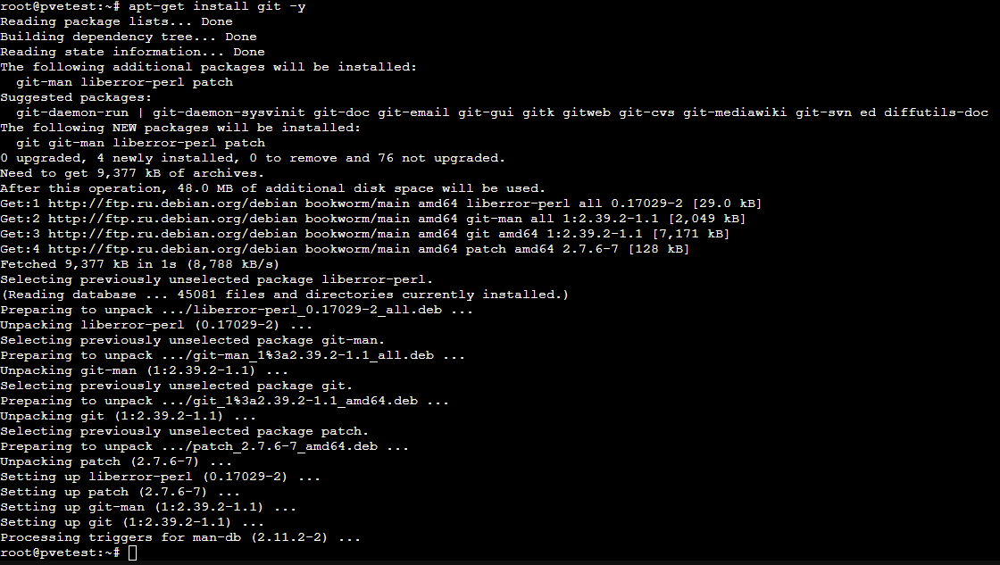 root@pvetest:~# apt-get install git -y
Reading package lists... Done
Building dependency tree... Done
Reading state information... Done
The following additional packages will be installed:
  git-man liberror-perl patch
Suggested packages:
  git-daemon-run | git-daemon-sysvinit git-doc git-email git-gui gitk gitweb git-cvs git-mediawiki git-svn ed diffutils-doc
The following NEW packages will be installed:
  git git-man liberror-perl patch
0 upgraded, 4 newly installed, 0 to remove and 76 not upgraded.
Need to get 9,377 kB of archives.
After this operation, 48.0 MB of additional disk space will be used.
Get:1 http://ftp.ru.debian.org/debian bookworm/main amd64 liberror-perl all 0.17029-2 [29.0 kB]
Get:2 http://ftp.ru.debian.org/debian bookworm/main amd64 git-man all 1:2.39.2-1.1 [2,049 kB]
Get:3 http://ftp.ru.debian.org/debian bookworm/main amd64 git amd64 1:2.39.2-1.1 [7,171 kB]
Get:4 http://ftp.ru.debian.org/debian bookworm/main amd64 patch amd64 2.7.6-7 [128 kB]
Fetched 9,377 kB in 1s (8,788 kB/s)
Selecting previously unselected package liberror-perl.
(Reading database ... 45081 files and directories currently installed.)
Preparing to unpack .../liberror-perl_0.17029-2_all.deb ...
Unpacking liberror-perl (0.17029-2) ...
Selecting previously unselected package git-man.
Preparing to unpack .../git-man_1%3a2.39.2-1.1_all.deb ...
Unpacking git-man (1:2.39.2-1.1) ...
Selecting previously unselected package git.
Preparing to unpack .../git_1%3a2.39.2-1.1_amd64.deb ...
Unpacking git (1:2.39.2-1.1) ...
Selecting previously unselected package patch.
Preparing to unpack .../patch_2.7.6-7_amd64.deb ...
Unpacking patch (2.7.6-7) ...
Setting up liberror-perl (0.17029-2) ...
Setting up patch (2.7.6-7) ...
Setting up git-man (1:2.39.2-1.1) ...
Setting up git (1:2.39.2-1.1) ...
Processing triggers for man-db (2.11.2-2) ...
root@pvetest:~#